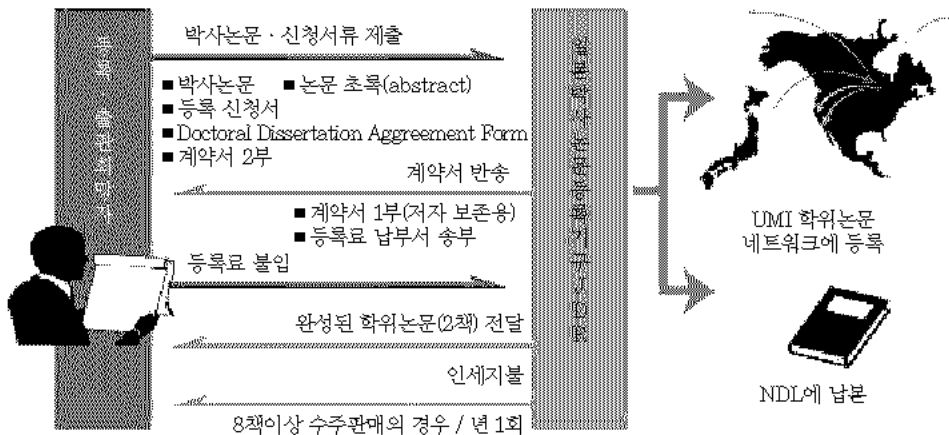 박사논문 · 신청서류 제출
■ 박사논문 ■ 논문 초록(abstract)
■ 등록 신청서
■ Doctoral Dissertation Aggreement Form
■ 계약서 2부
계약서 반송
■ 계약서 1부(저자 보존용)
■ 등록료 납부서 송부
등록료 불입
완성된 학위논문(2책) 전달
인세지불
8책이상 수주판매의 경우 / 년 1회
UMI 학위논문
네트워크에 등록
NDL에 납본